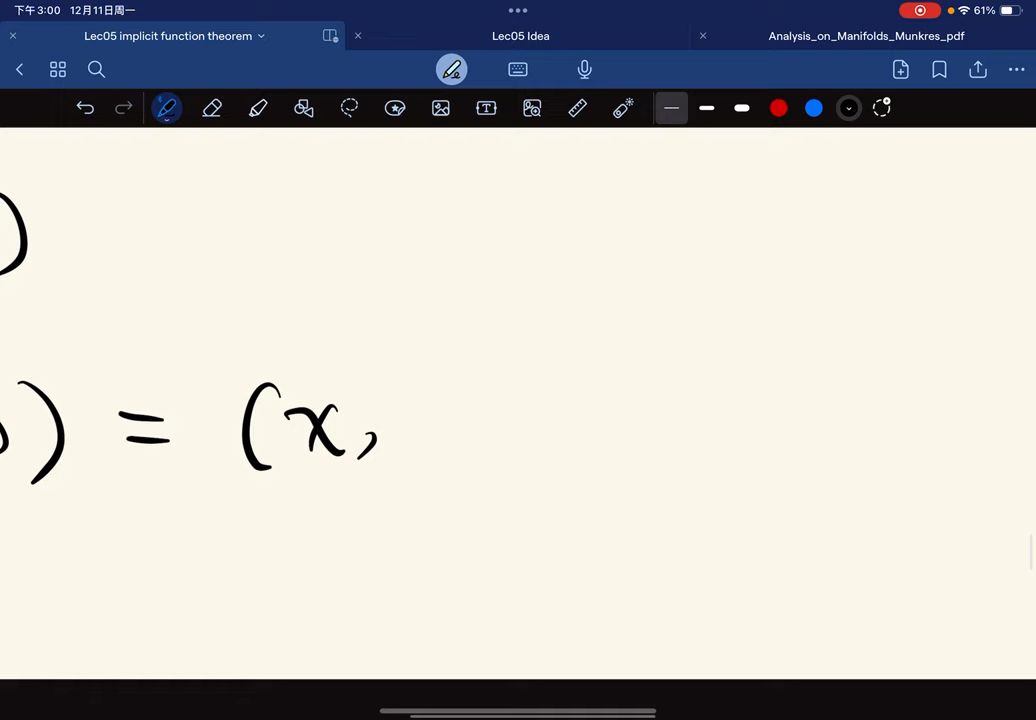 下午3:00 12月11日周一
61%
Lec05 implicit function theorem
Lec05 Idea
Analysis_on_Manifolds_Munkres_pdf
T
)
) = (x,